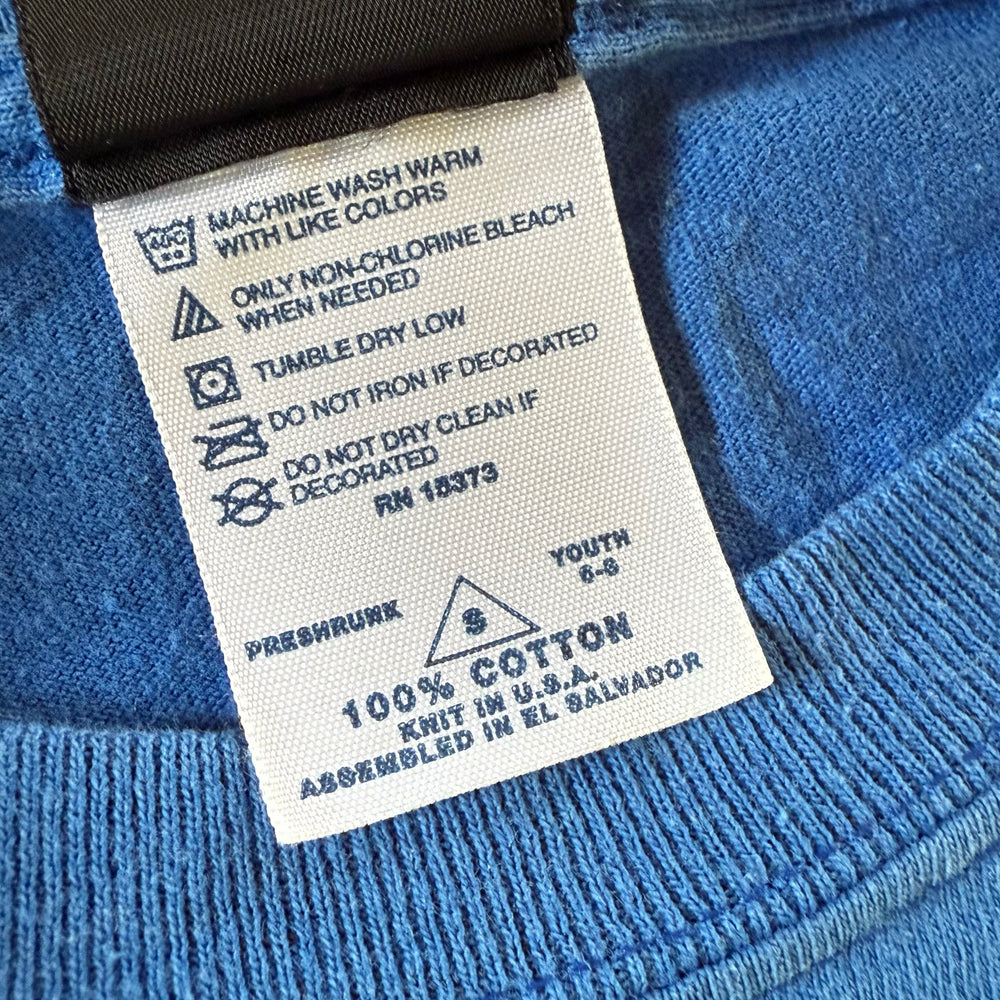 40°C
MACHINE WASH WARM
WITH LIKE COLORS
ONLY NON-CHLORINE BLEACH
WHEN NEEDED
TUMBLE DRY LOW
DO NOT IRON IF DECORATED
DO NOT DRY CLEAN IF
DECORATED
RN 15373
YOUTH
6-8
PRESHRUNK
S
100% COTTON
KNIT IN U.S.A.
ASSEMBLED IN EL SALVADOR